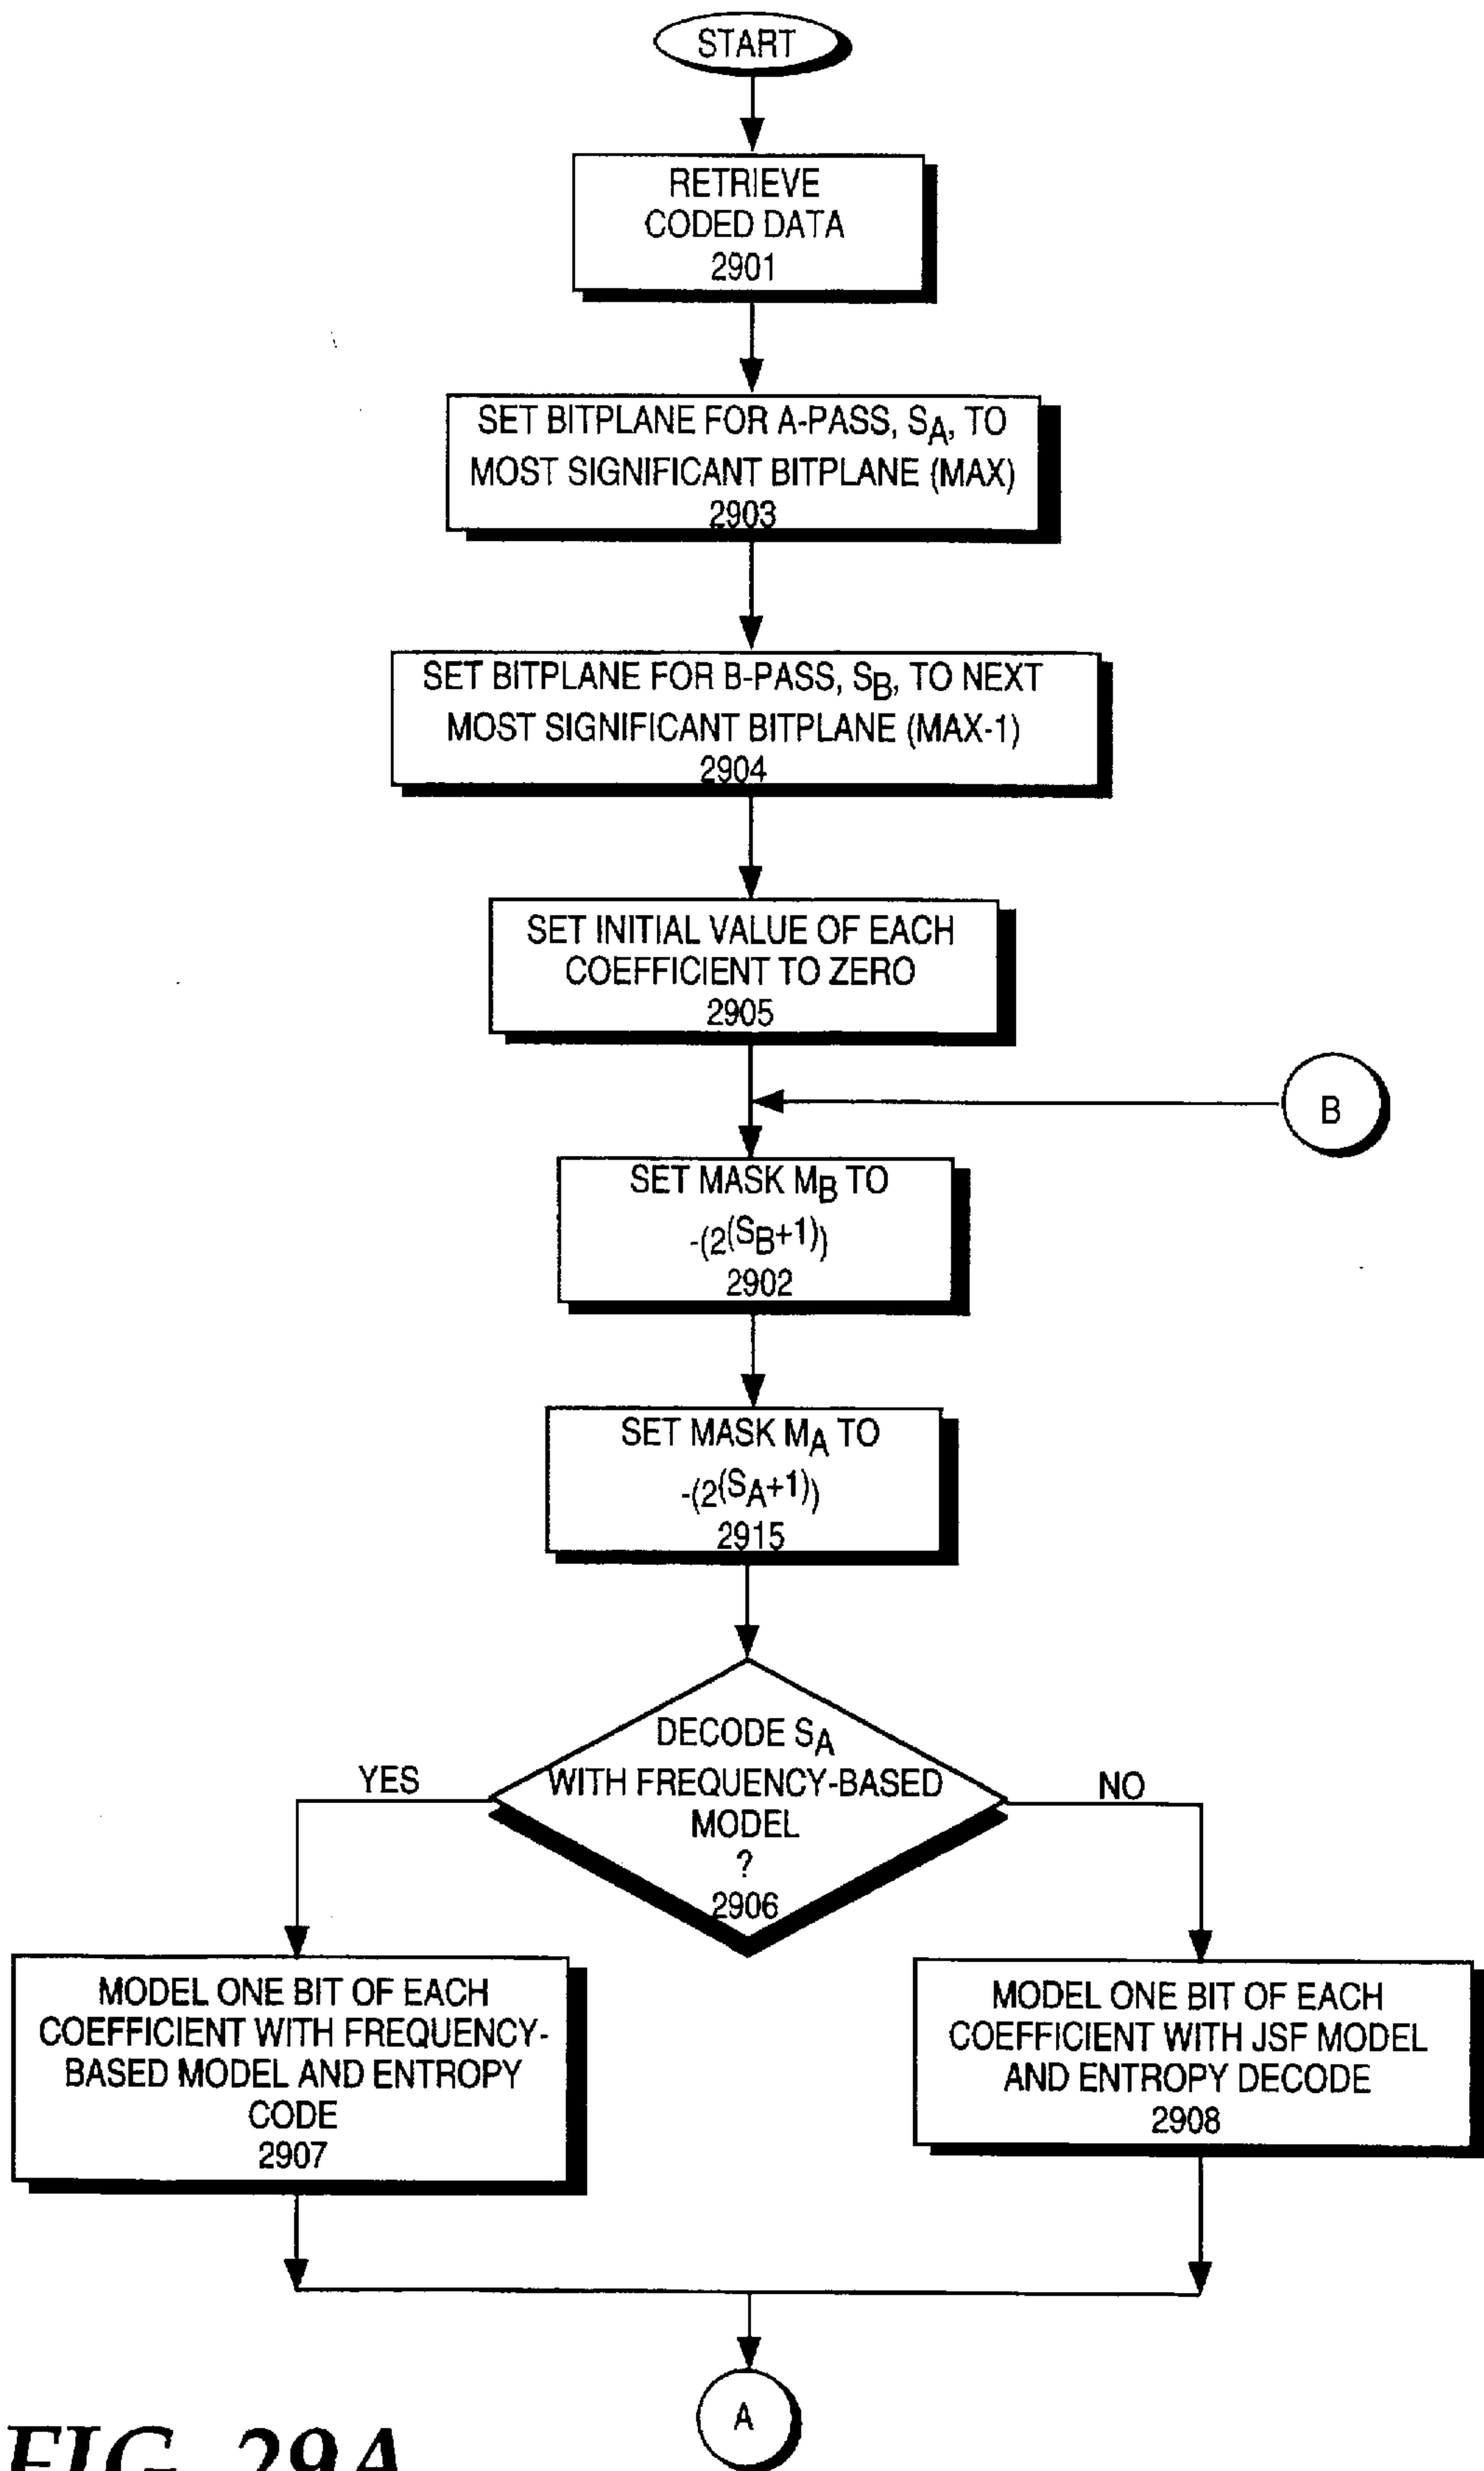 START
RETRIEVE
CODED DATA
2901
SET BITPLANE FOR A-PASS, SA, TO
MOST SIGNIFICANT BITPLANE (MAX)
2903
SET BITPLANE FOR B-PASS, SB, TO NEXT
MOST SIGNIFICANT BITPLANE (MAX-1)
2904
SET INITIAL VALUE OF EACH
COEFFICIENT TO ZERO
2905
B
SET MASK MB TO
-(2(SB+1))
2902
SET MASK MA TO
-(2(SA+1))
2915
DECODE SA
WITH FREQUENCY-BASED
MODEL
?
2906
YES
NO
MODEL ONE BIT OF EACH
COEFFICIENT WITH FREQUENCY-
BASED MODEL AND ENTROPY
CODE
2907
MODEL ONE BIT OF EACH
COEFFICIENT WITH JSF MODEL
AND ENTROPY DECODE
2908
A
FIG. 29A